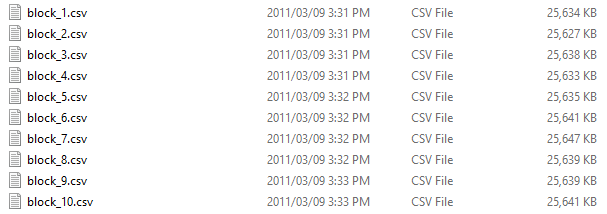 block_1.csv 2011/03/09 3:31 PM CSV File 25,634 KB
block_2.csv 2011/03/09 3:31 PM CSV File 25,627 KB
block_3.csv 2011/03/09 3:31 PM CSV File 25,638 KB
block_4.csv 2011/03/09 3:31 PM CSV File 25,633 KB
block_5.csv 2011/03/09 3:32 PM CSV File 25,635 KB
block_6.csv 2011/03/09 3:32 PM CSV File 25,641 KB
block_7.csv 2011/03/09 3:32 PM CSV File 25,647 KB
block_8.csv 2011/03/09 3:32 PM CSV File 25,639 KB
block_9.csv 2011/03/09 3:33 PM CSV File 25,639 KB
block_10.csv 2011/03/09 3:33 PM CSV File 25,641 KB